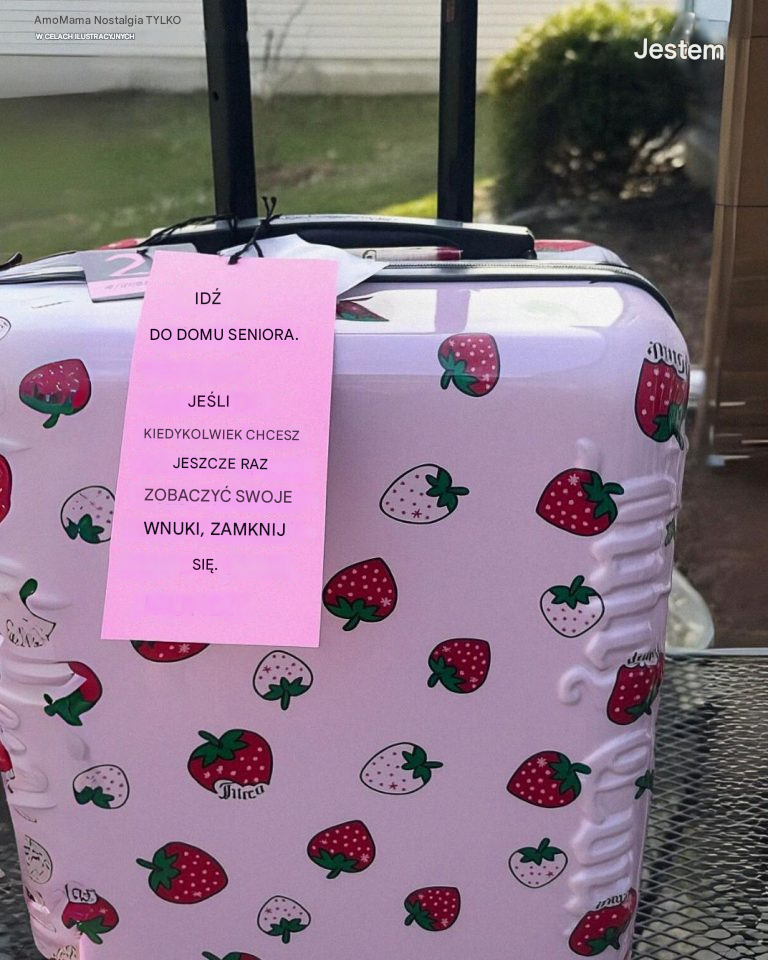 AmoMama Nostalgia TYLKO
W CELACH ILUSTRACYJNYCH
Jestem
2
IDŹ
DO DOMU SENIORA.
JEŚLI
KIEDYKOLWIEK CHCESZ
JESZCZE RAZ
ZOBACZYĆ SWOJE
WNUKI, ZAMKNIJ
SIĘ.